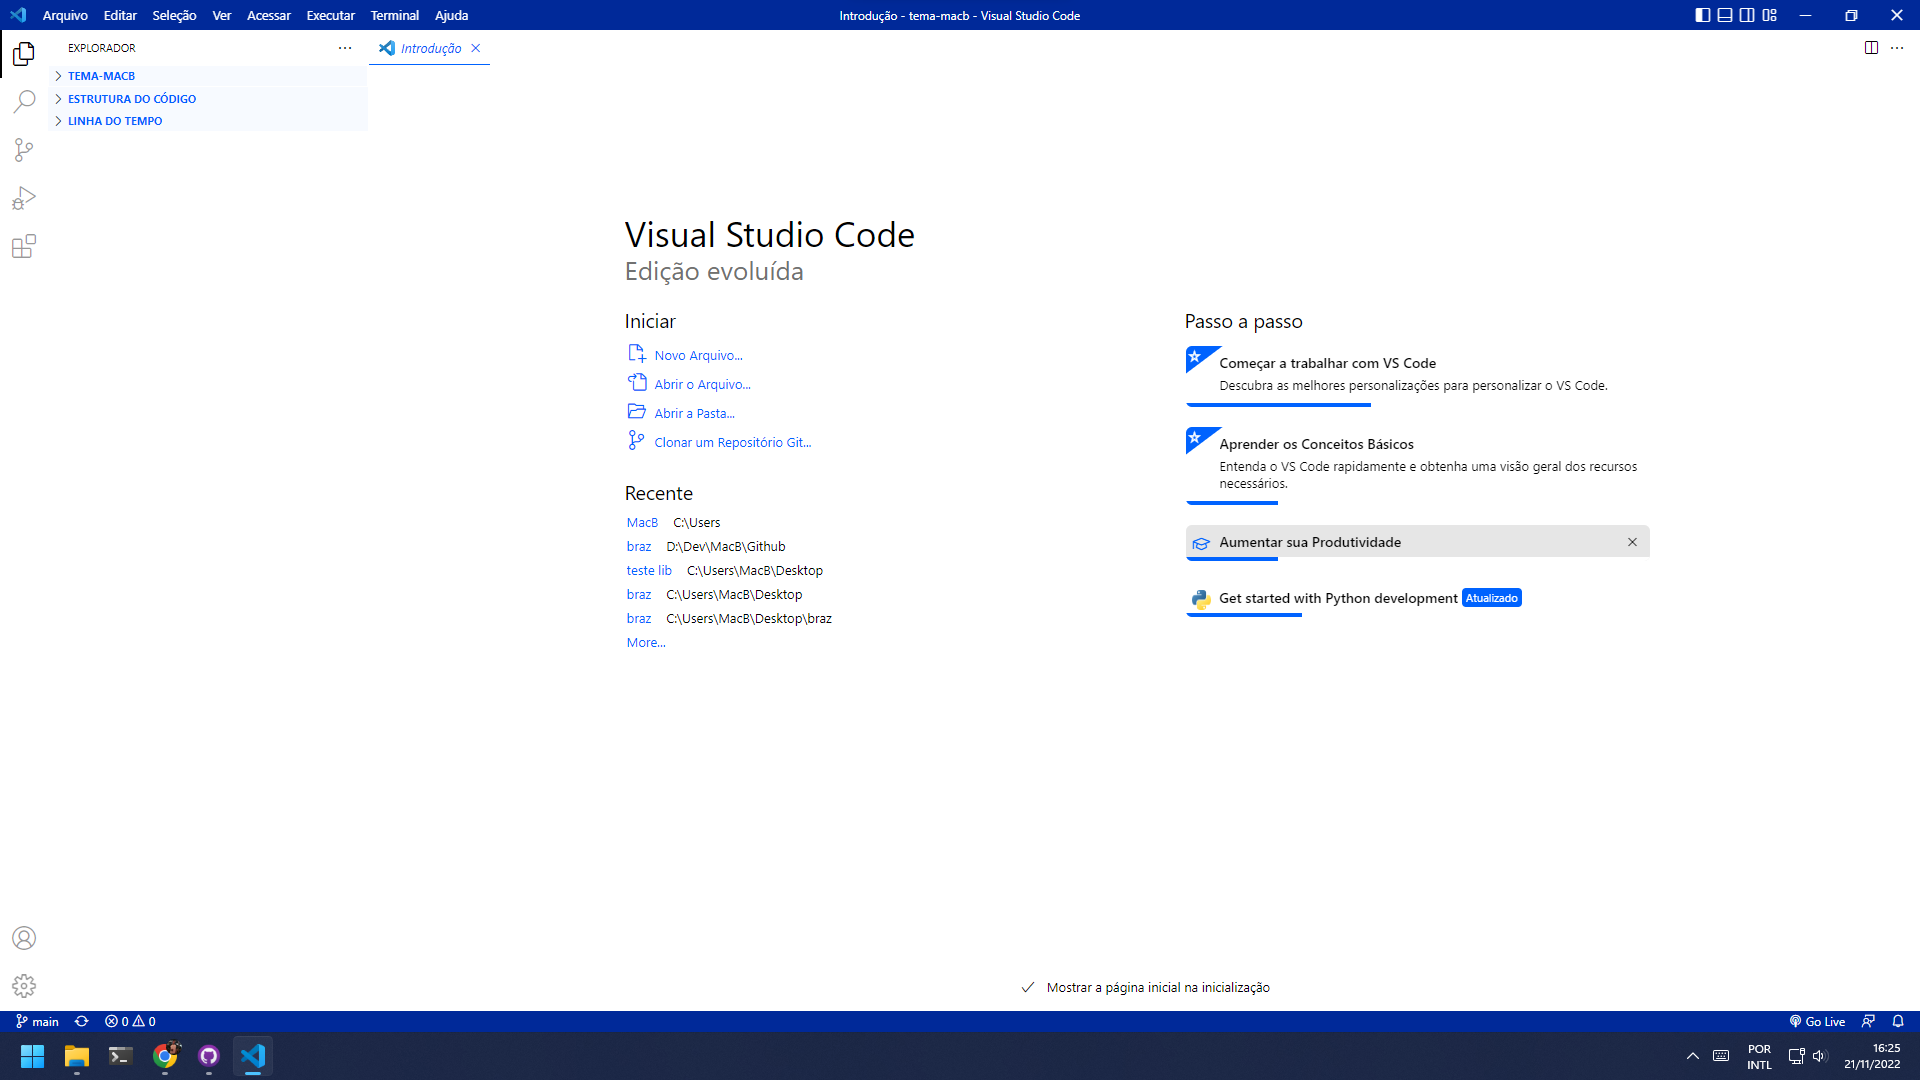 Arquivo Editar Seleção Ver Acessar Executar Terminal Ajuda
Introdução - tema-macb - Visual Studio Code
EXPLORADOR
Introdução
TEMA-MACB
ESTRUTURA DO CÓDIGO
LINHA DO TEMPO
Visual Studio Code
Edição evoluída
Iniciar
Novo Arquivo...
Abrir o Arquivo...
Abrir a Pasta...
Clonar um Repositório Git...
Recente
MacB C:\Users
braz D:\Dev\MacB\Github
teste lib C:\Users\MacB\Desktop
braz C:\Users\MacB\Desktop
braz C:\Users\MacB\Desktop\braz
More...
Passo a passo
Começar a trabalhar com VS Code
Descubra as melhores personalizações para personalizar o VS Code.
Aprender os Conceitos Básicos
Entenda o VS Code rapidamente e obtenha uma visão geral dos recursos
necessários.
Aumentar sua Produtividade
Get started with Python development Atualizado
Mostrar a página inicial na inicialização
main 0 0
Go Live
POR
INTL
16:25
21/11/2022